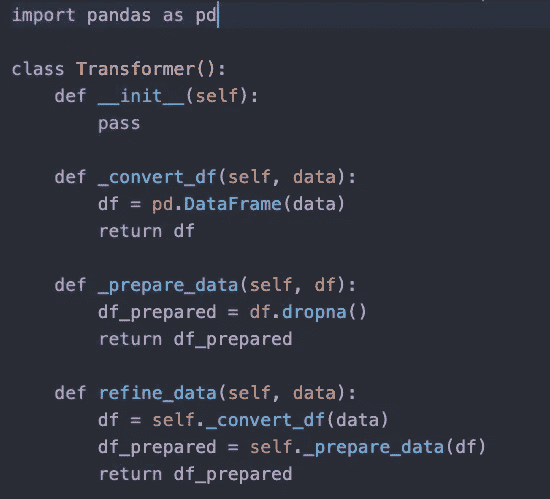 import pandas as pd
class Transformer():
    def __init__(self):
        pass
    def _convert_df(self, data):
        df = pd.DataFrame(data)
        return df
    def _prepare_data(self, df):
        df_prepared = df.dropna()
        return df_prepared
    def refine_data(self, data):
        df = self._convert_df(data)
        df_prepared = self._prepare_data(df)
        return df_prepared